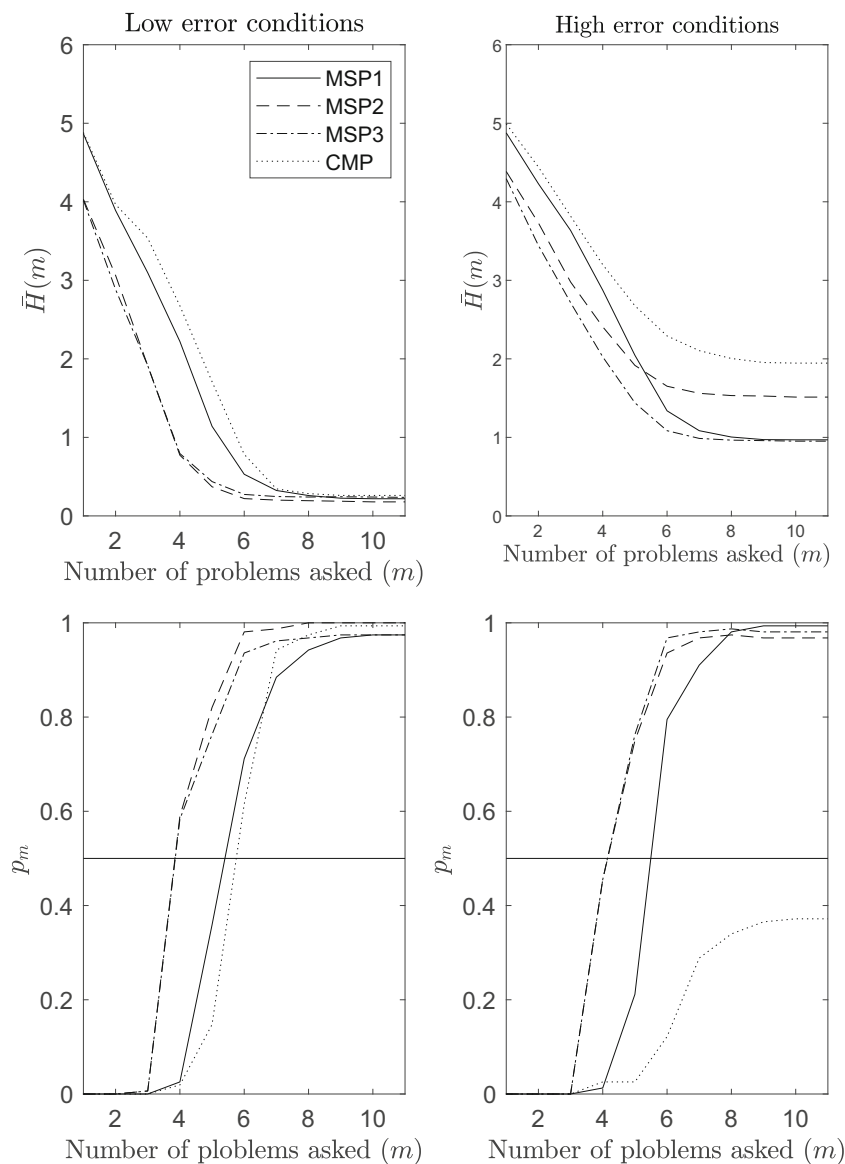 Low error conditions
6
5
4
3
2
1
0
H̄(m)
MSP1
MSP2
MSP3
CMP
2 4 6 8 10
Number of problems asked (m)
High error conditions
6
5
4
3
2
1
0
H̄(m)
2 4 6 8 10
Number of problems asked (m)
1
0.8
0.6
0.4
0.2
0
pm
2 4 6 8 10
Number of ploblems asked (m)
1
0.8
0.6
0.4
0.2
0
pm
2 4 6 8 10
Number of ploblems asked (m)